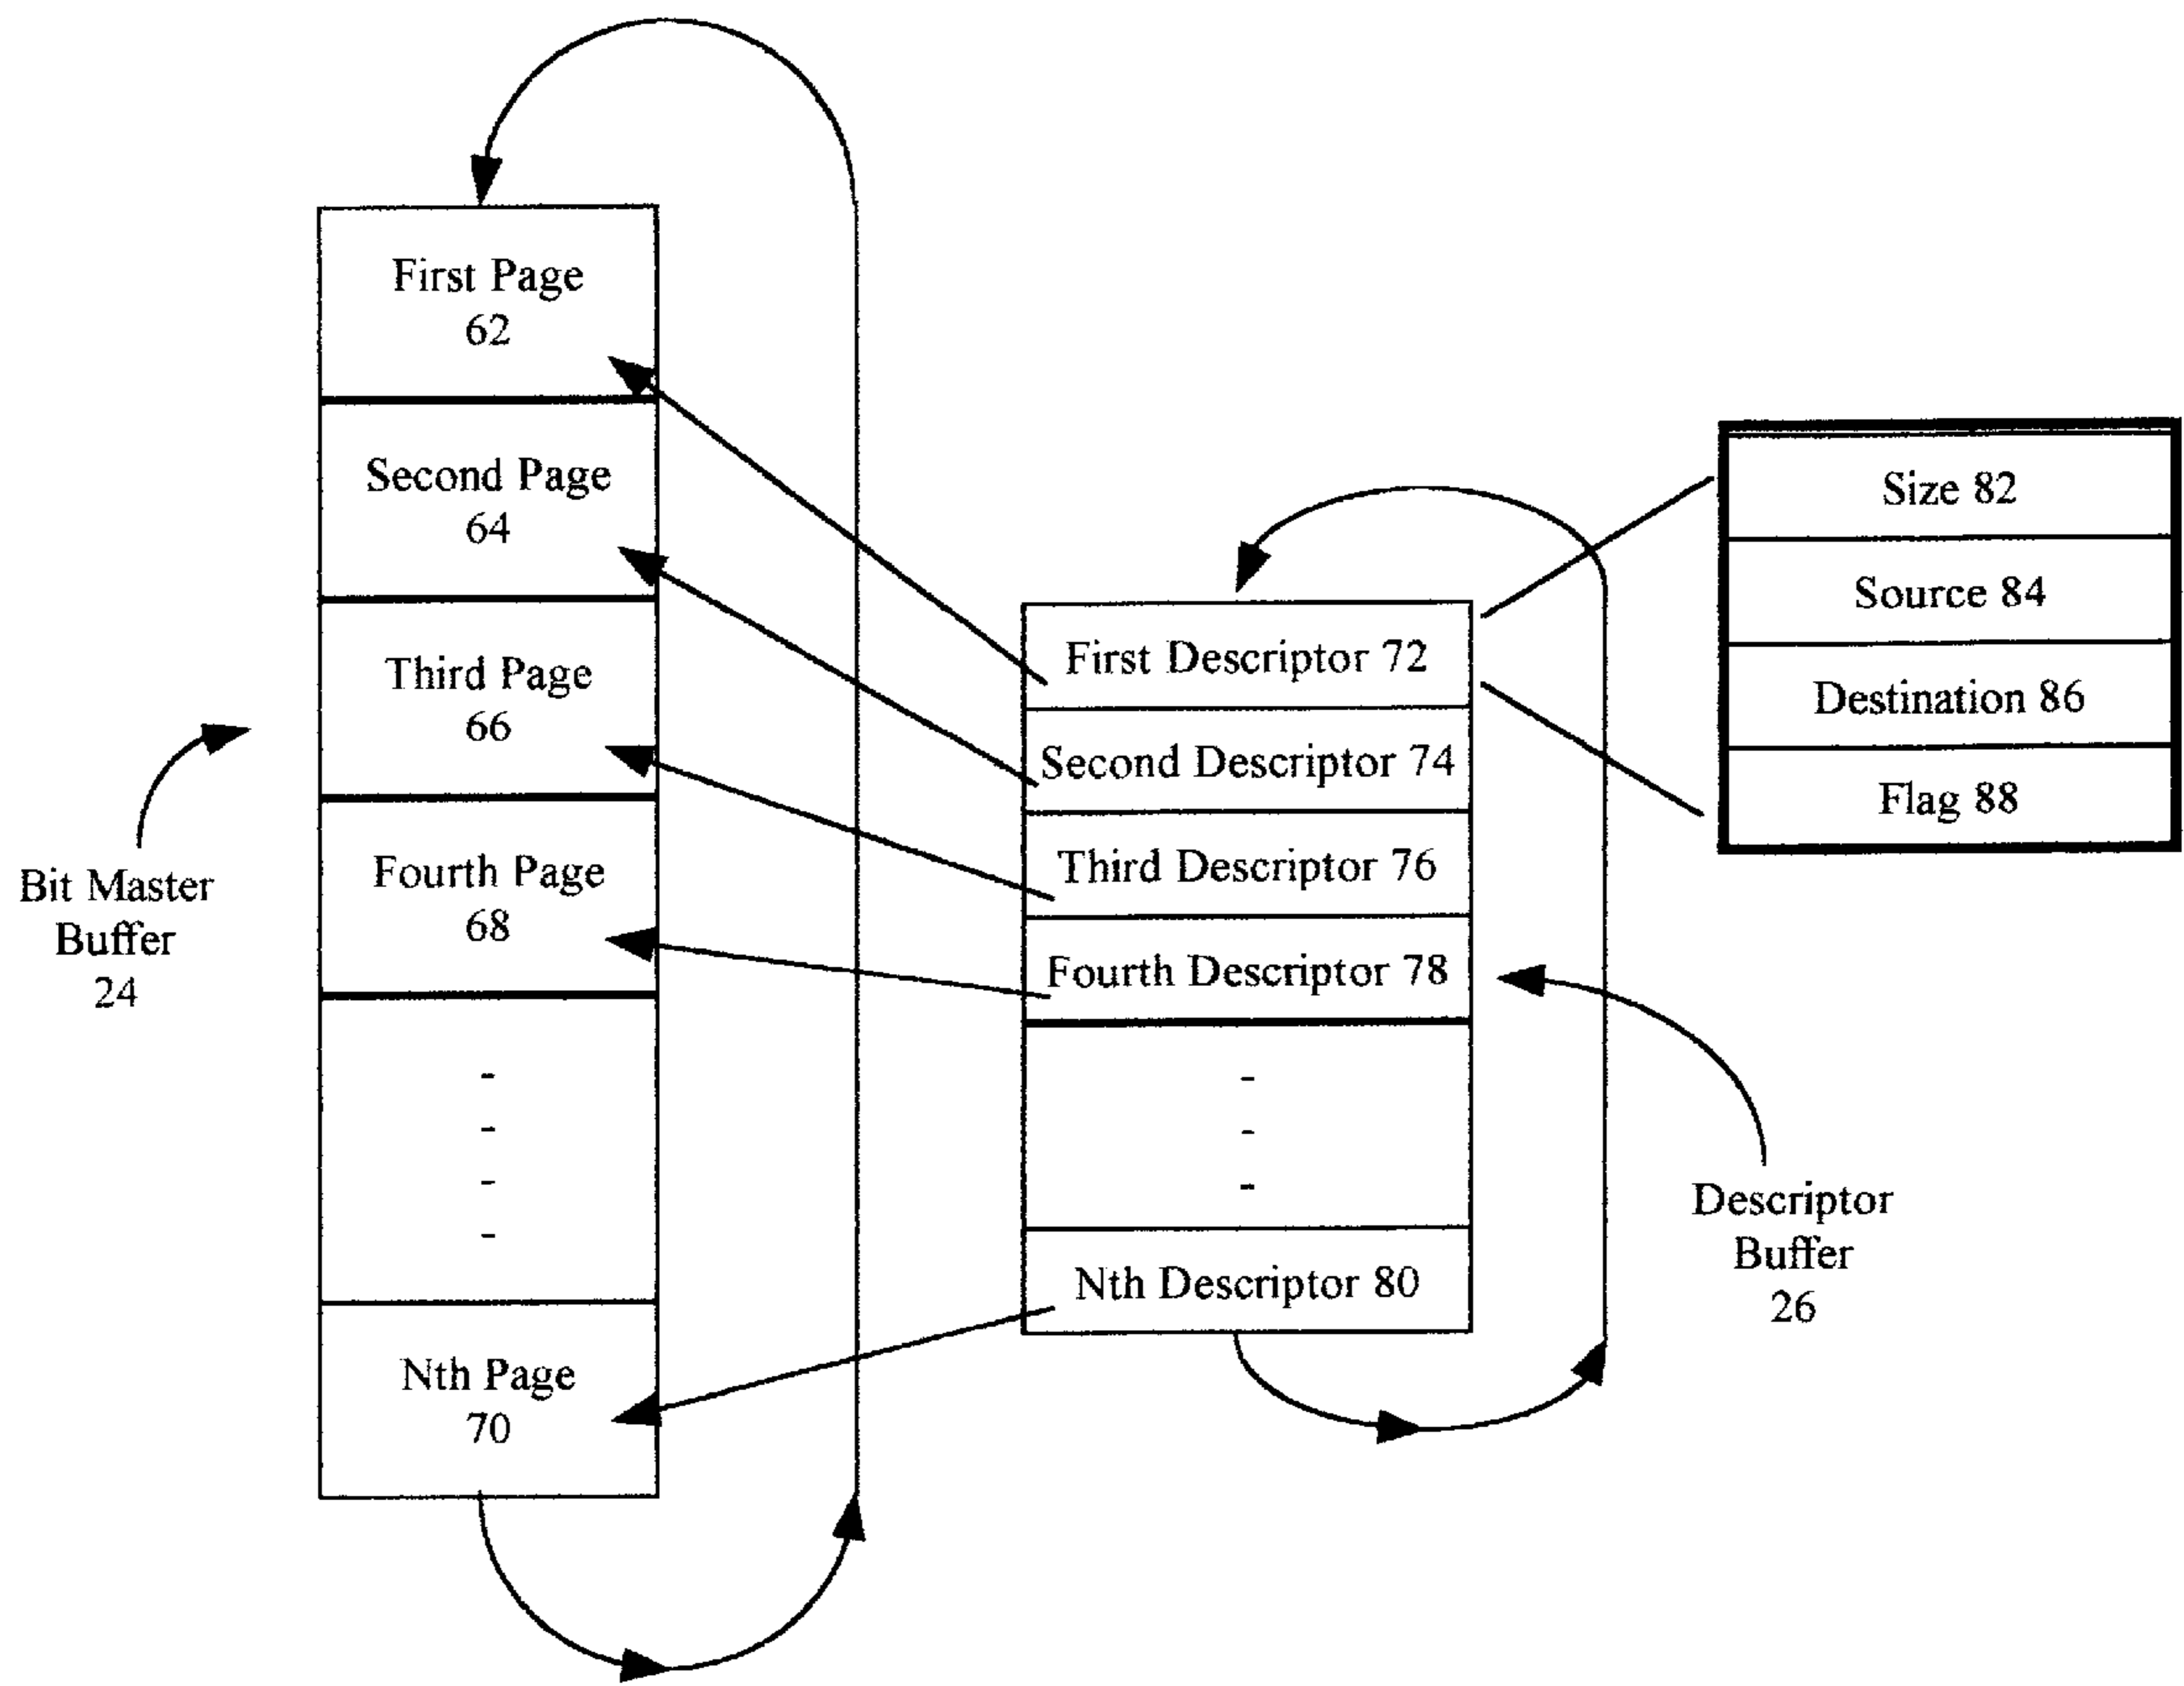 First Page
62
Second Page
64
Third Page
66
Fourth Page
68
-
-
-
-
Nth Page
70
Bit Master
Buffer
24
First Descriptor 72
Second Descriptor 74
Third Descriptor 76
Fourth Descriptor 78
-
-
-
Nth Descriptor 80
Size 82
Source 84
Destination 86
Flag 88
Descriptor
Buffer
26